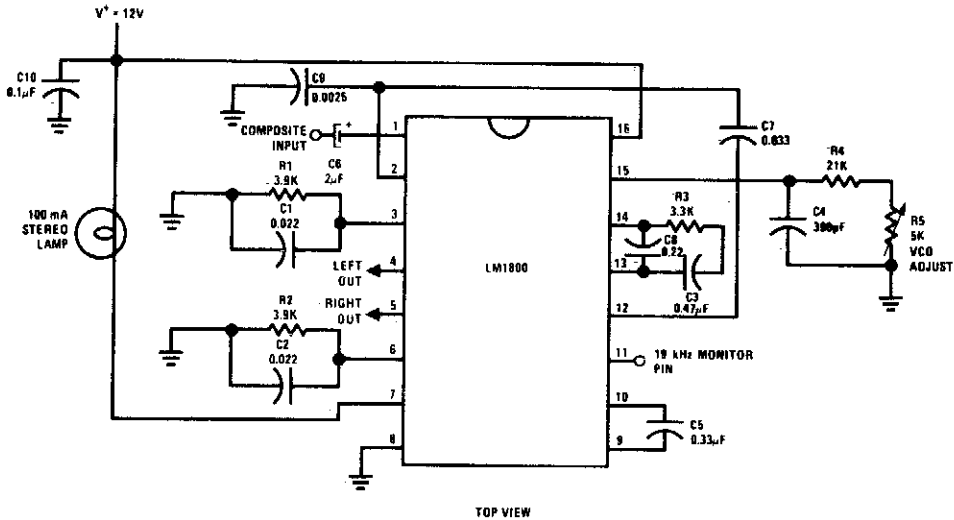 V+ = 12V
C10
0.1µF
C9
0.0025
COMPOSITE
INPUT
+
C6
2µF
1
2
3
4
5
6
7
8
16
15
14
13
12
11
10
9
LM1800
R1
3.9K
C1
0.022
100 mA
STEREO
LAMP
LEFT
OUT
RIGHT
OUT
R2
3.9K
C2
0.022
C7
0.033
R4
21K
C4
390pF
R5
5K
VCO
ADJUST
R3
3.3K
C8
0.22
C3
0.47µF
19 kHz MONITOR
PIN
C5
0.33µF
TOP VIEW